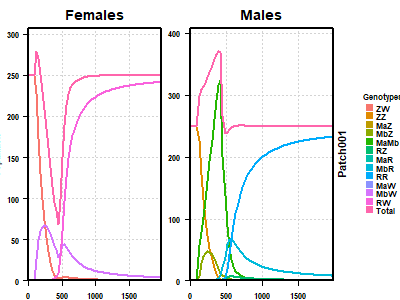 Females
Males
300
250
200
150
100
50
0
0
500
1000
1500
400
300
200
100
0
0
500
1000
1500
Patch001
Genotypes
ZW
ZZ
MaZ
MbZ
MaMb
RZ
MaR
MbR
RR
MaW
MbW
RW
Total